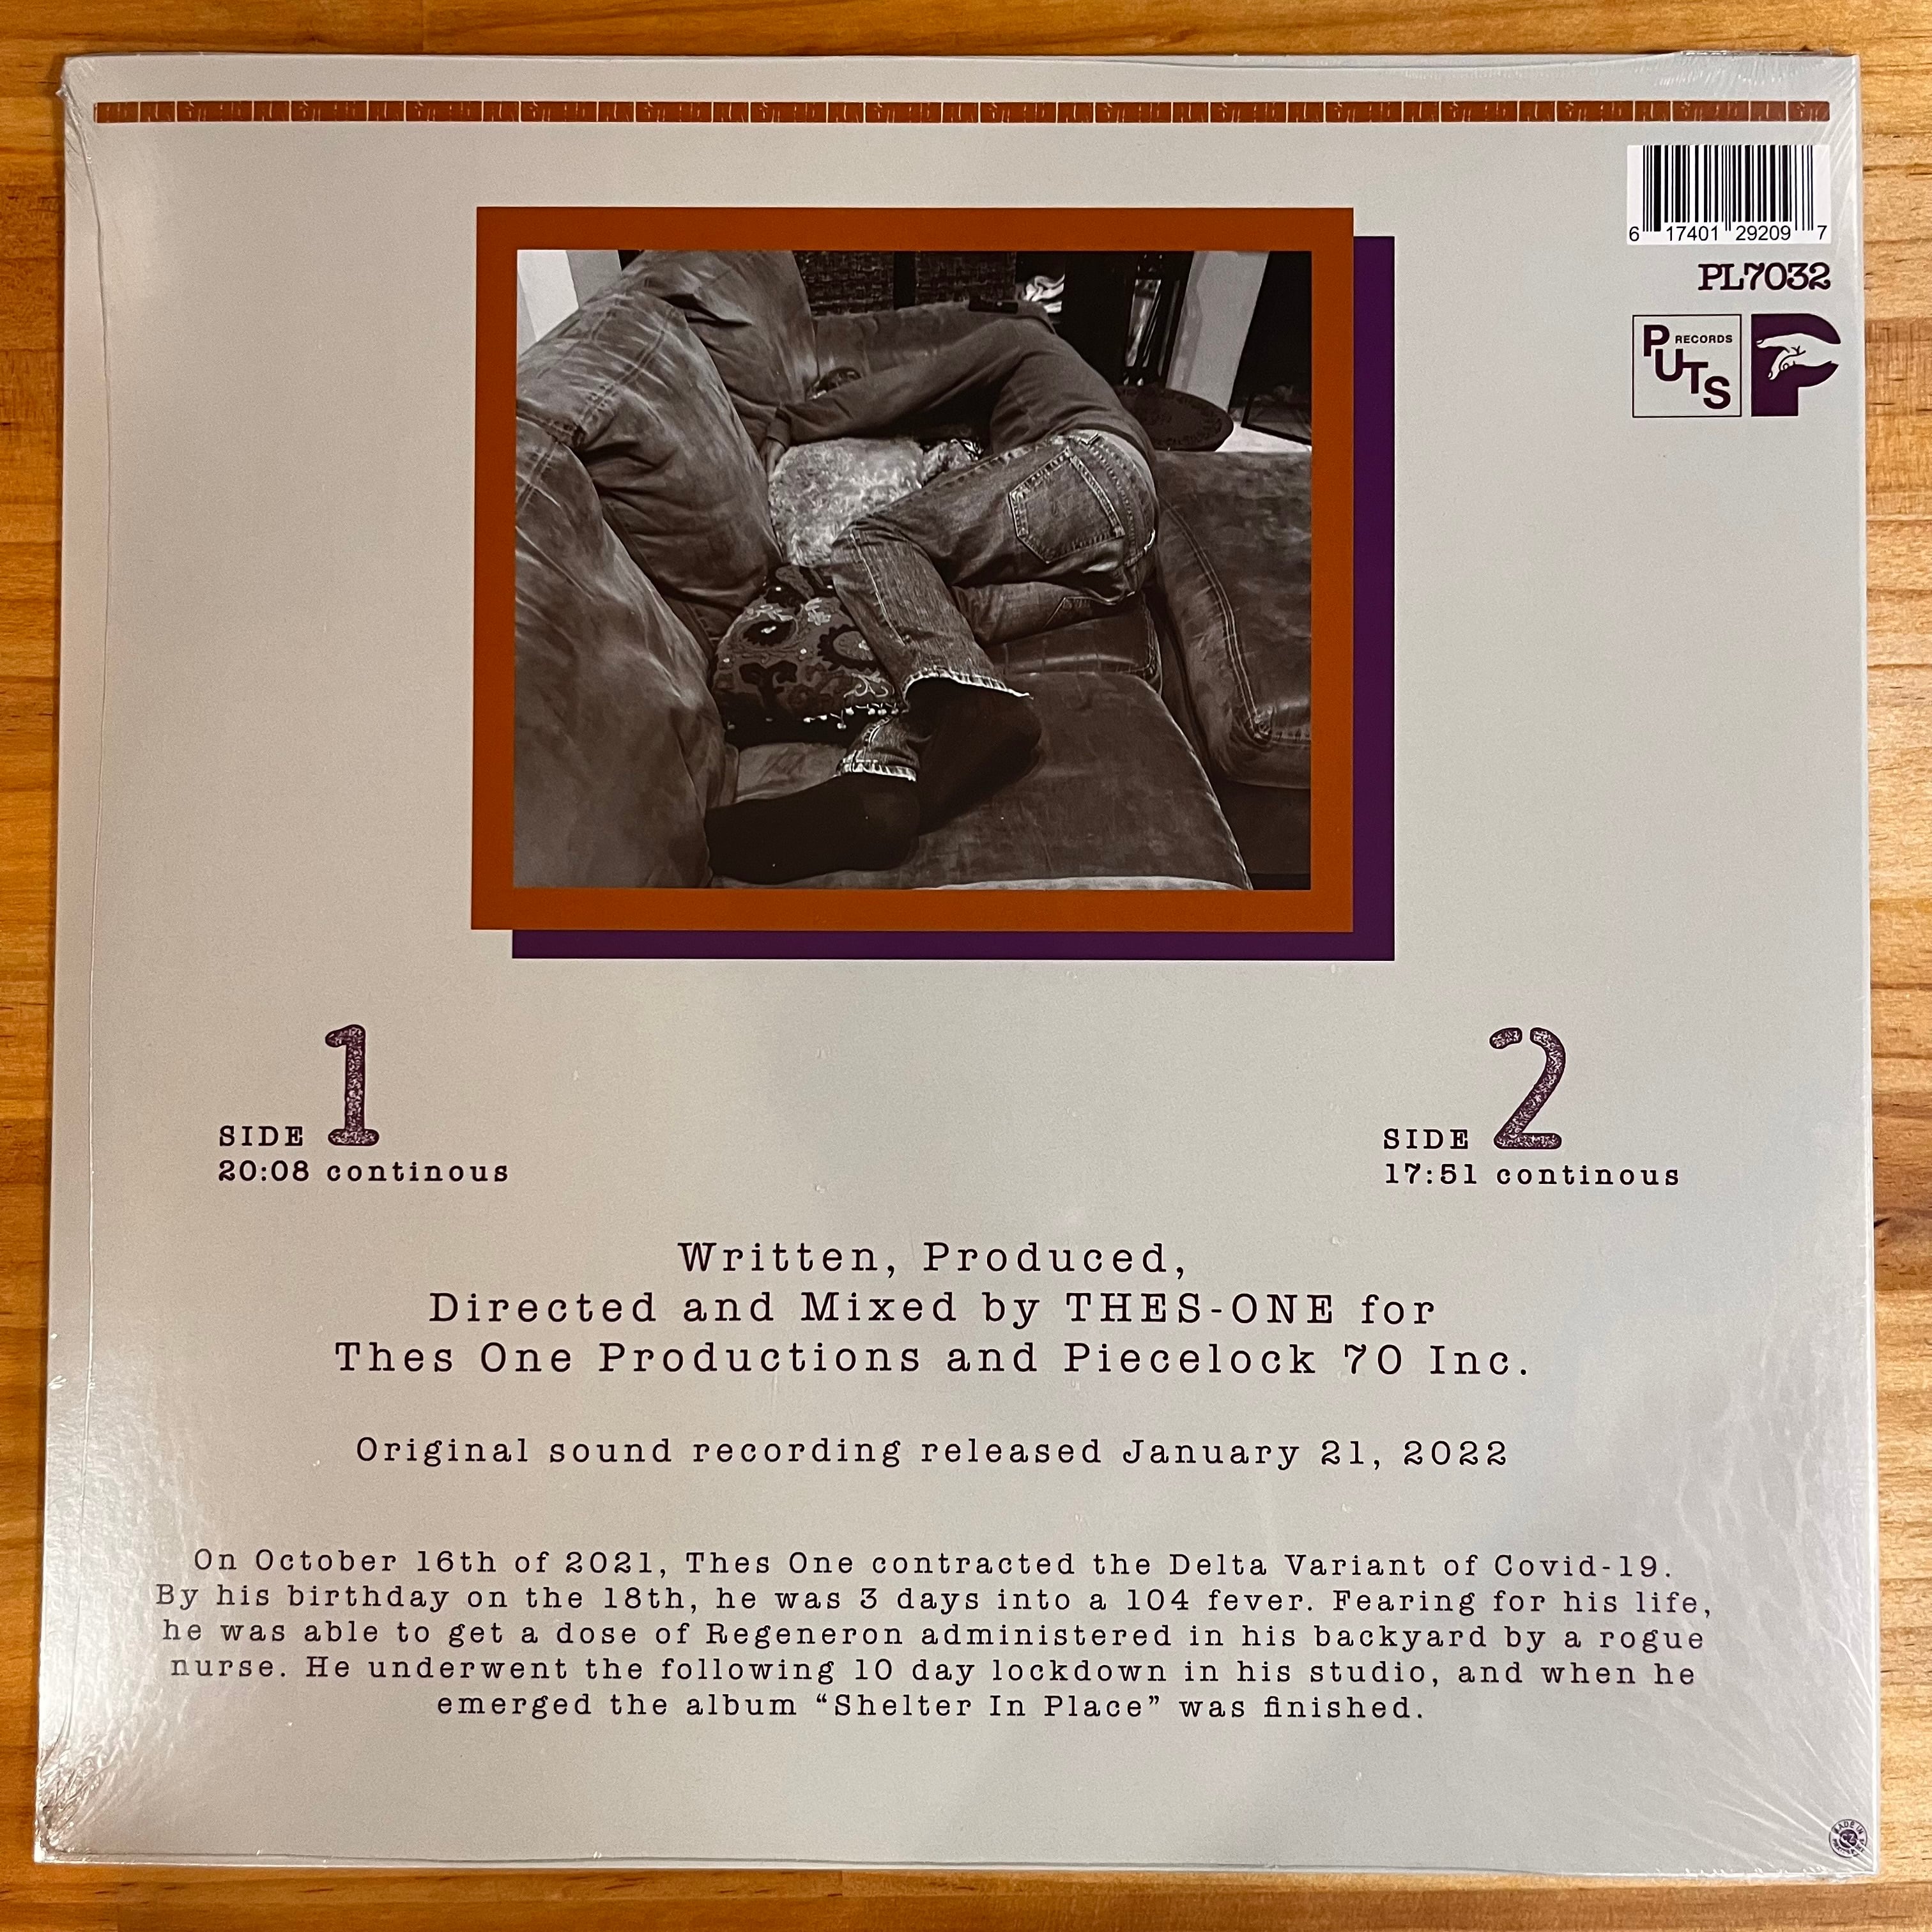 6 17401 29209 7
PL7032
PUTS RECORDS
SIDE 1
20:08 continous
SIDE 2
17:51 continous
Written, Produced,
Directed and Mixed by THES-ONE for
Thes One Productions and Piecelock 70 Inc.
Original sound recording released January 21, 2022
On October 16th of 2021, Thes One contracted the Delta Variant of Covid-19.
By his birthday on the 18th, he was 3 days into a 104 fever. Fearing for his life,
he was able to get a dose of Regeneron administered in his backyard by a rogue
nurse. He underwent the following 10 day lockdown in his studio, and when he
emerged the album “Shelter In Place” was finished.
MADE IN